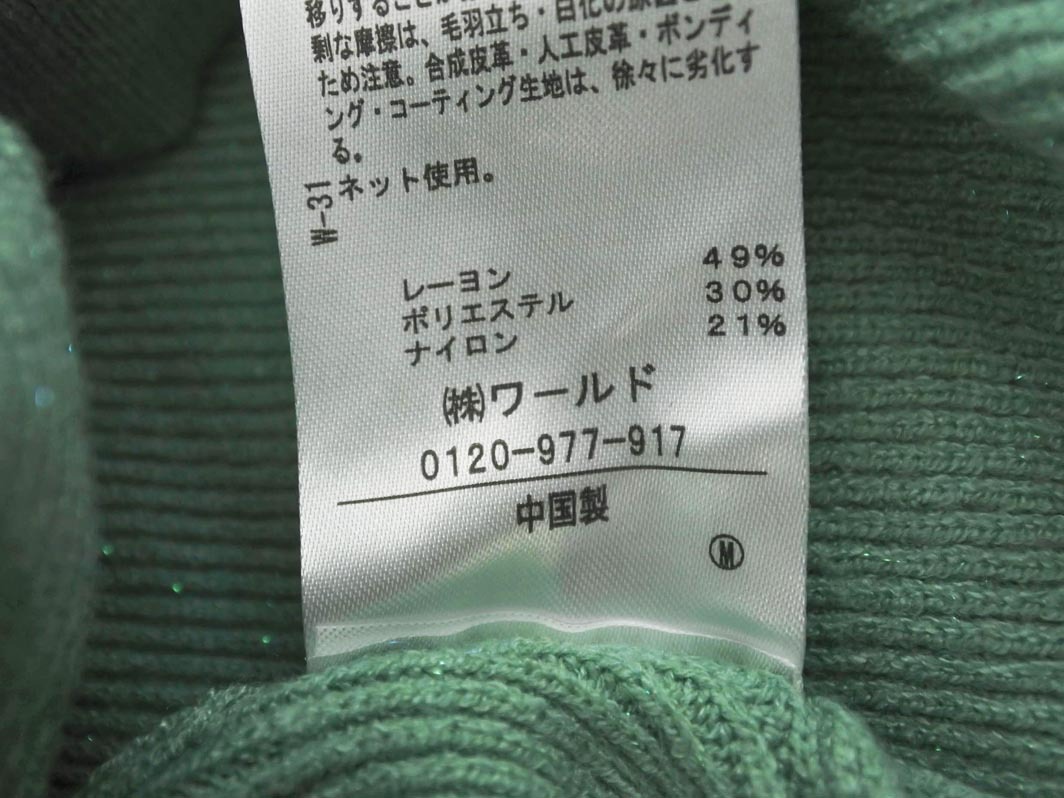 移りすること
剰な摩擦は、毛羽立ち・白化の原因
ため注意。合成皮革・人工皮革・ボンディ
ング・コーティング生地は、徐々に劣化す
る。
ネット使用。
W-31
レーヨン 49%
ポリエステル 30%
ナイロン 21%
㈱ワールド
0120-977-917
中国製
Ⓜ